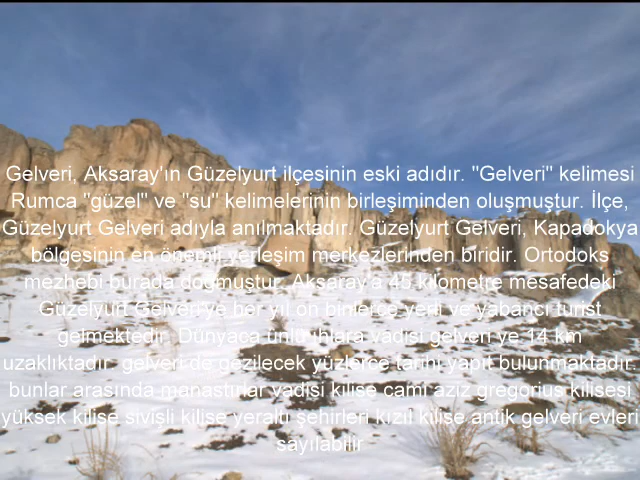 Gelveri, Aksaray'ın Güzelyurt ilçesinin eski adıdır. "Gelveri" kelimesi
Rumca "güzel" ve "su" kelimelerinin birleşiminden oluşmuştur. İlçe,
Güzelyurt Gelveri adıyla anılmaktadır. Güzelyurt Gelveri, Kapadokya
bölgesinin en önemli yerleşim merkezlerinden biridir. Ortodoks
mezhebi burada doğmuştur. Aksaray'a 45 kilometre mesafedeki
Güzelyurt Gelveri'ye her yıl on binlerce yerli ve yabancı turist
gelmektedir. Dünyaca ünlü ıhlara vadisi gelveri ye 14 km
uzaklıktadır. gelveri de gezilecek yüzlerce tarihi yapıt bulunmaktadır.
bunlar arasında manastırlar vadisi kilise cami aziz gregorius kilisesi
yüksek kilise sivişli kilise yeraltı şehirleri kızıl kilise antik gelveri evleri
sayılabilir